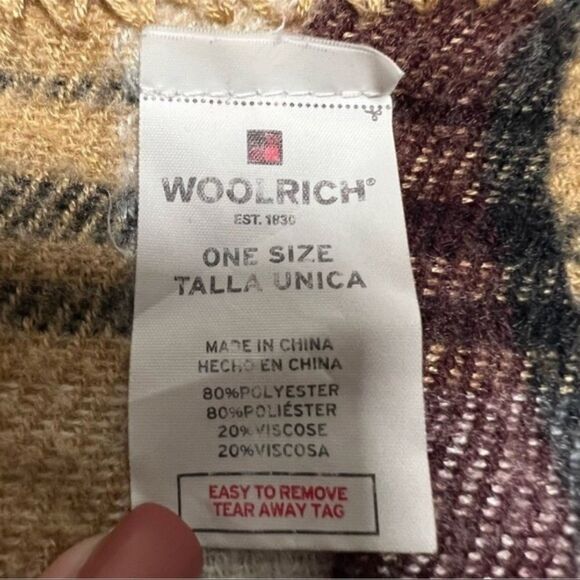 WOOLRICH®
EST. 1830
ONE SIZE
TALLA UNICA
MADE IN CHINA
HECHO EN CHINA
80%POLYESTER
80%POLIÉSTER
20%VISCOSE
20%VISCOSA
EASY TO REMOVE
TEAR AWAY TAG